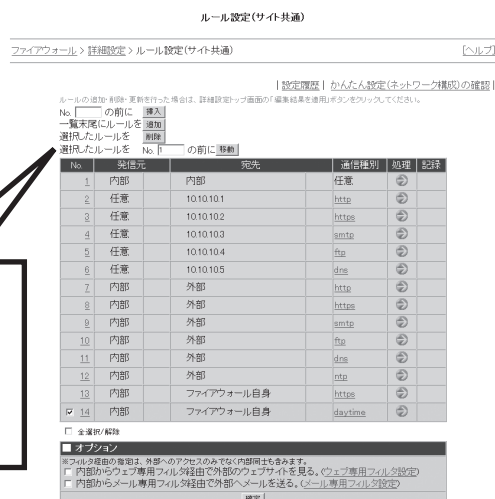 ルール設定(サイト共通)
ファイアウォール > 詳細設定 > ルール設定(サイト共通) [ヘルプ]
| 設定履歴 | かんたん設定(ネットワーク構成)の確認 |
ルールの追加・削除・更新を行った場合は、詳細設定トップ画面の「編集結果を適用」ボタンをクリックしてください。
No. の前に 挿入
一覧末尾にルールを 追加
選択したルールを 削除
選択したルールを No. 1 の前に 移動
No. 発信元 宛先 通信種別 処理 記録
1 内部 内部 任意
2 任意 10.10.10.1 http
3 任意 10.10.10.2 https
4 任意 10.10.10.3 smtp
5 任意 10.10.10.4 ftp
6 任意 10.10.10.5 dns
7 内部 外部 http
8 内部 外部 https
9 内部 外部 smtp
10 内部 外部 ftp
11 内部 外部 dns
12 内部 外部 ntp
13 内部 ファイアウォール自身 https
14 内部 ファイアウォール自身 daytime
全選択/解除
■ オプション
※フィルタ経由の指定は、外部へのアクセスのみでなく内部同士も含みます。
内部からウェブ専用フィルタ経由で外部のウェブサイトを見る。(ウェブ専用フィルタ設定)
内部からメール専用フィルタ経由で外部へメールを送る。(メール専用フィルタ設定)
確定